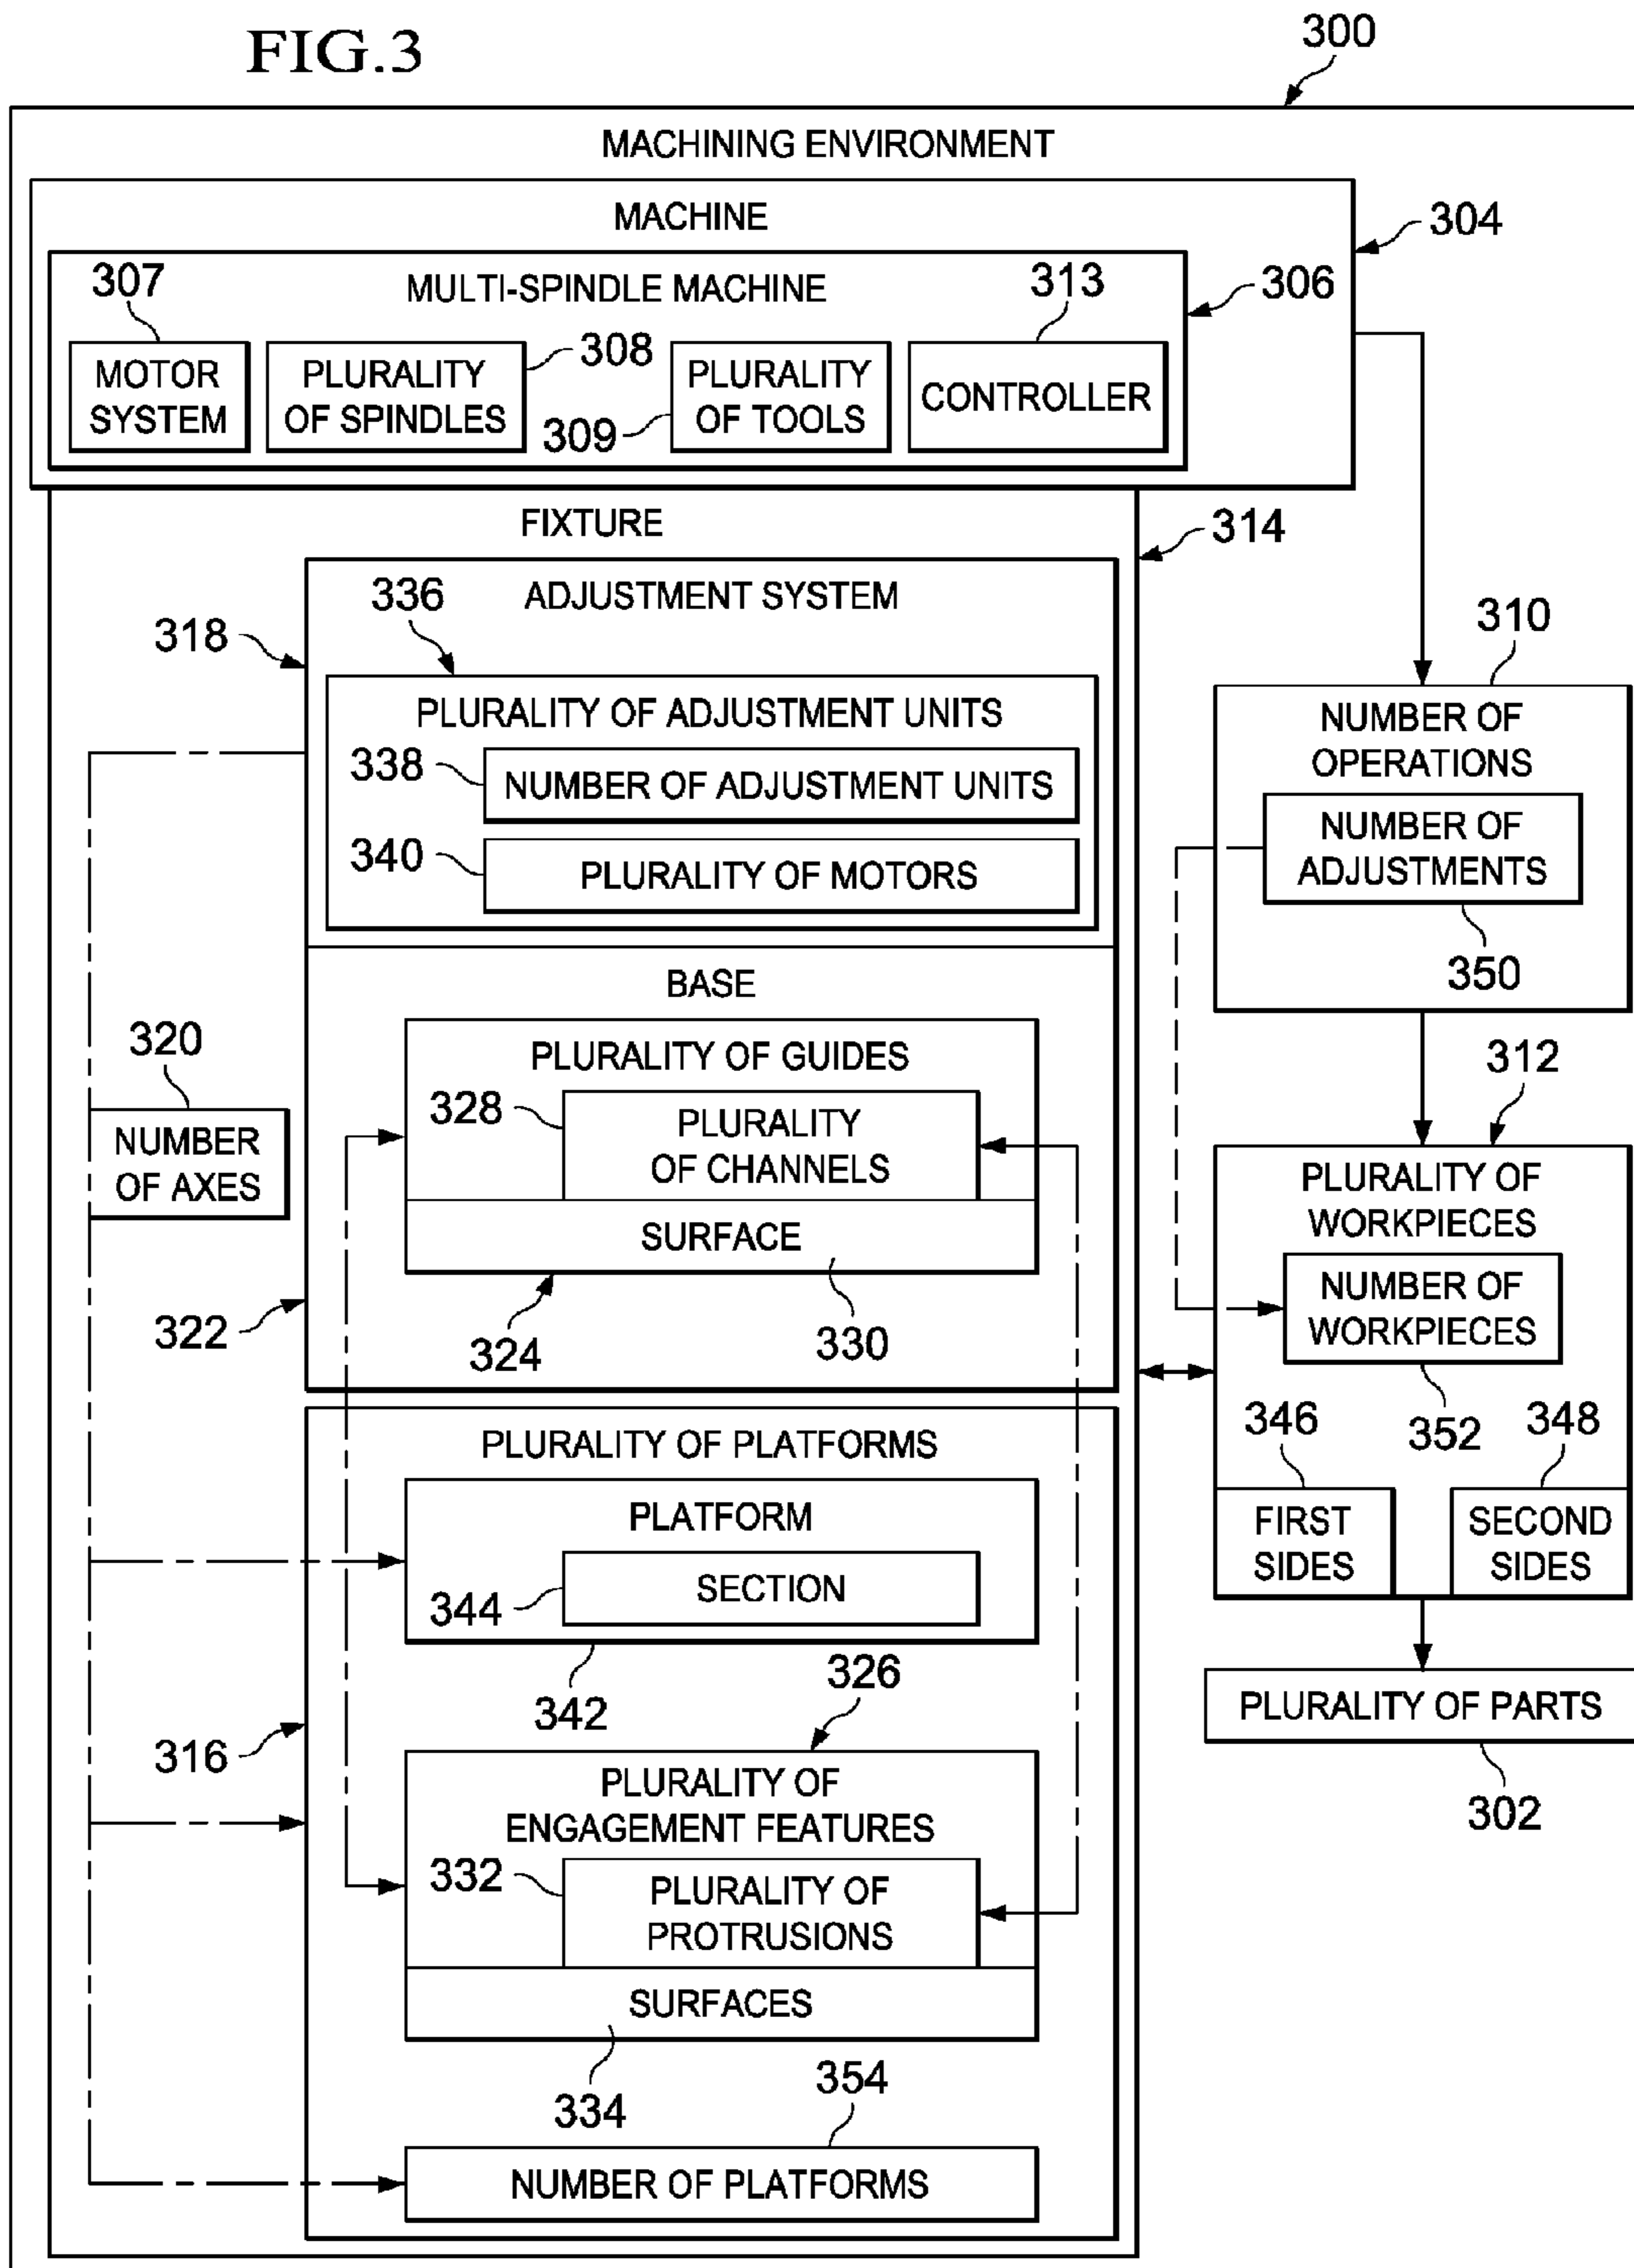 FIG.3
300
MACHINING ENVIRONMENT
MACHINE
304
MULTI-SPINDLE MACHINE
306
307
MOTOR
SYSTEM
PLURALITY
OF SPINDLES
308
309
PLURALITY
OF TOOLS
313
CONTROLLER
FIXTURE
314
ADJUSTMENT SYSTEM
318
336
PLURALITY OF ADJUSTMENT UNITS
338
NUMBER OF ADJUSTMENT UNITS
340
PLURALITY OF MOTORS
BASE
PLURALITY OF GUIDES
328
PLURALITY
OF CHANNELS
SURFACE
324
330
322
320
NUMBER
OF AXES
PLURALITY OF PLATFORMS
PLATFORM
344
SECTION
342
326
316
PLURALITY OF
ENGAGEMENT FEATURES
332
PLURALITY OF
PROTRUSIONS
SURFACES
334
354
NUMBER OF PLATFORMS
310
NUMBER OF
OPERATIONS
NUMBER OF
ADJUSTMENTS
350
312
PLURALITY OF
WORKPIECES
NUMBER OF
WORKPIECES
352
346
348
FIRST
SIDES
SECOND
SIDES
PLURALITY OF PARTS
302